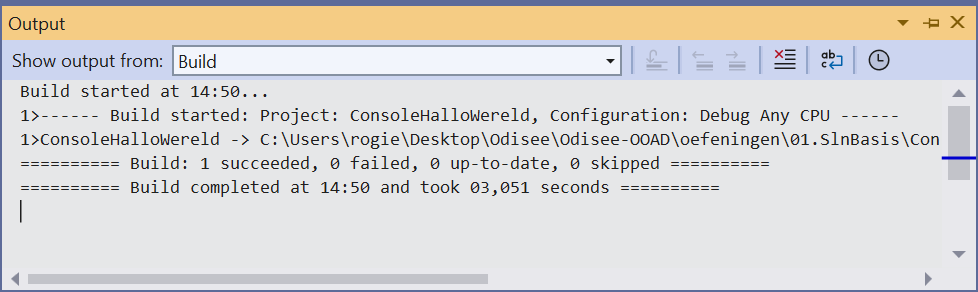 Output
Show output from: Build
Build started at 14:50...
1>------ Build started: Project: ConsoleHalloWereld, Configuration: Debug Any CPU ------
1>ConsoleHalloWereld -> C:\Users\rogie\Desktop\Odisee\Odisee-OOAD\oefeningen\01.SlnBasis\Con
========== Build: 1 succeeded, 0 failed, 0 up-to-date, 0 skipped ==========
========== Build completed at 14:50 and took 03,051 seconds ==========